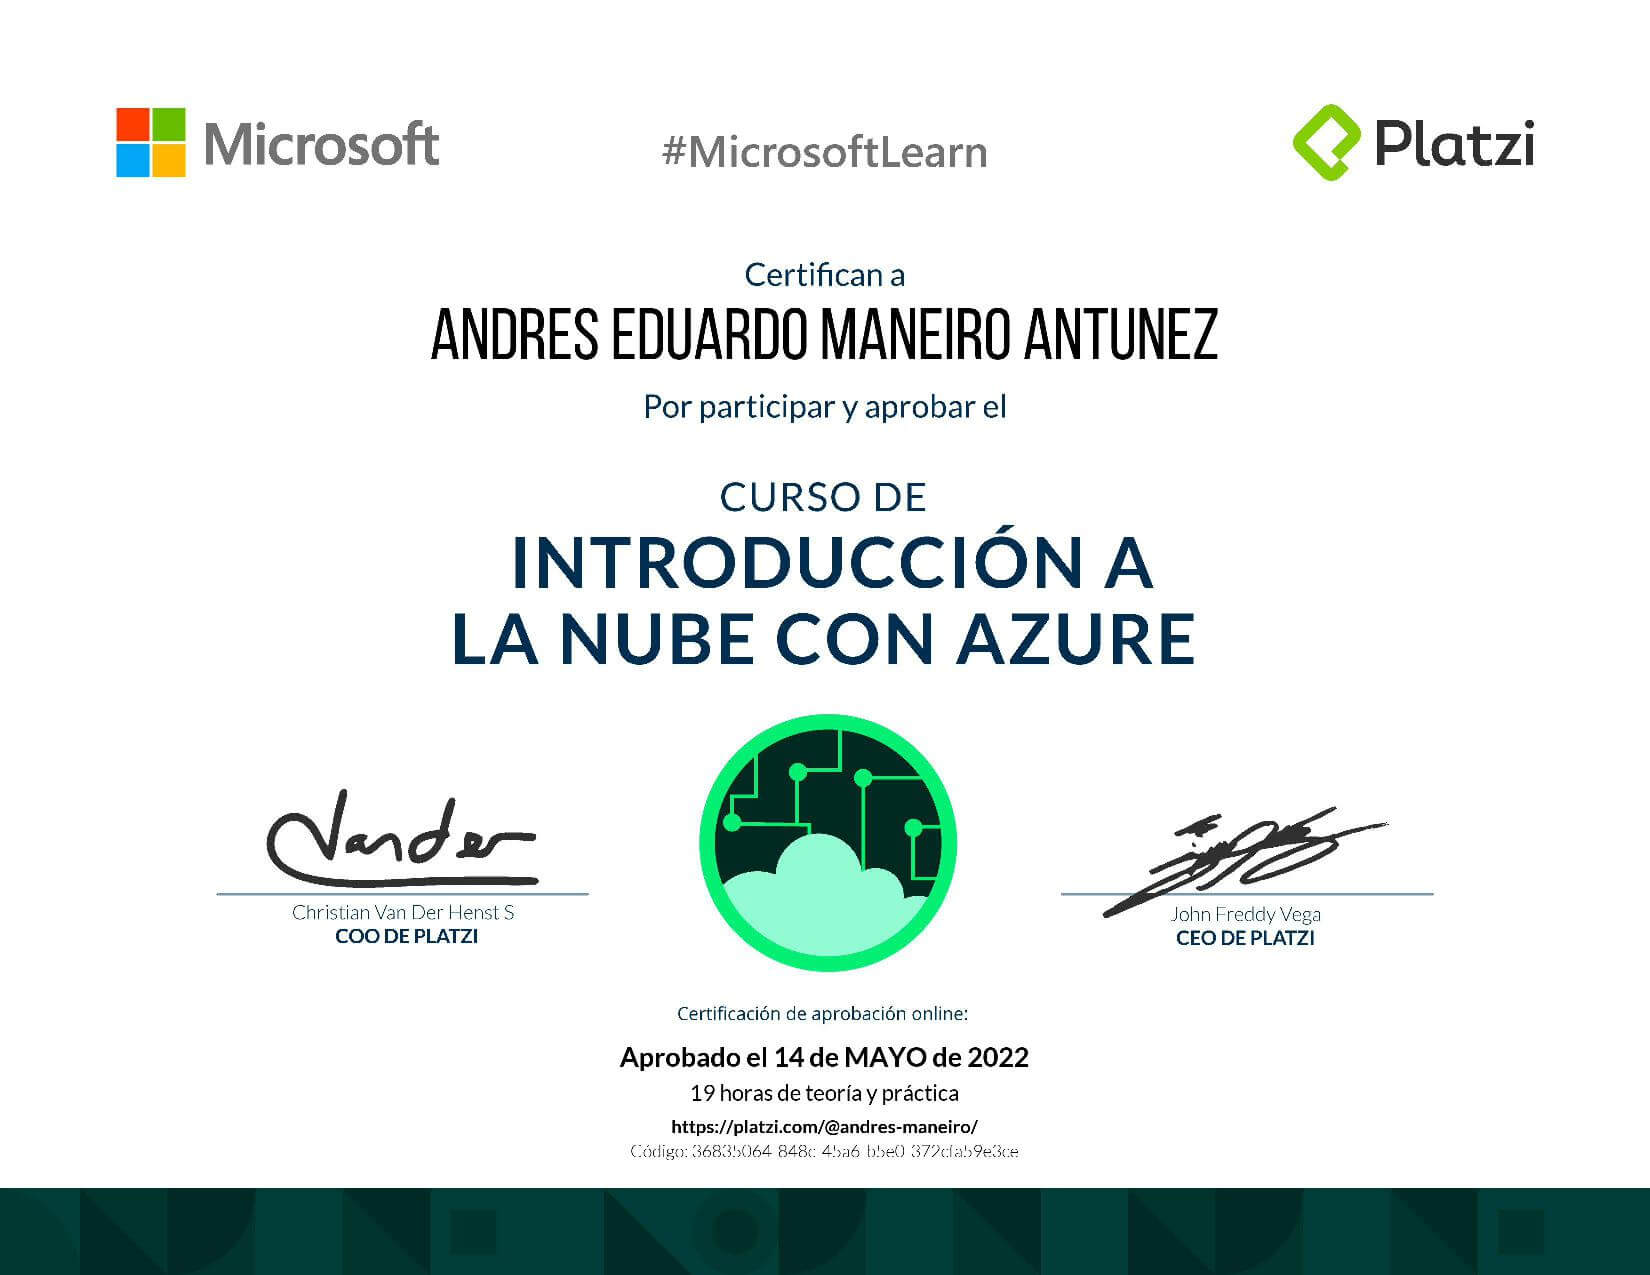 Microsoft
#MicrosoftLearn
Platzi
Certifican a
ANDRES EDUARDO MANEIRO ANTUNEZ
Por participar y aprobar el
CURSO DE
INTRODUCCIÓN A
LA NUBE CON AZURE
Vander
Christian Van Der Henst S
COO DE PLATZI
John Freddy Vega
CEO DE PLATZI
Certificación de aprobación online:
Aprobado el 14 de MAYO de 2022
19 horas de teoría y práctica
https://platzi.com/@andres-maneiro/
Código: 36835064-848c-45a6-b5e0-372cfa59e3ce